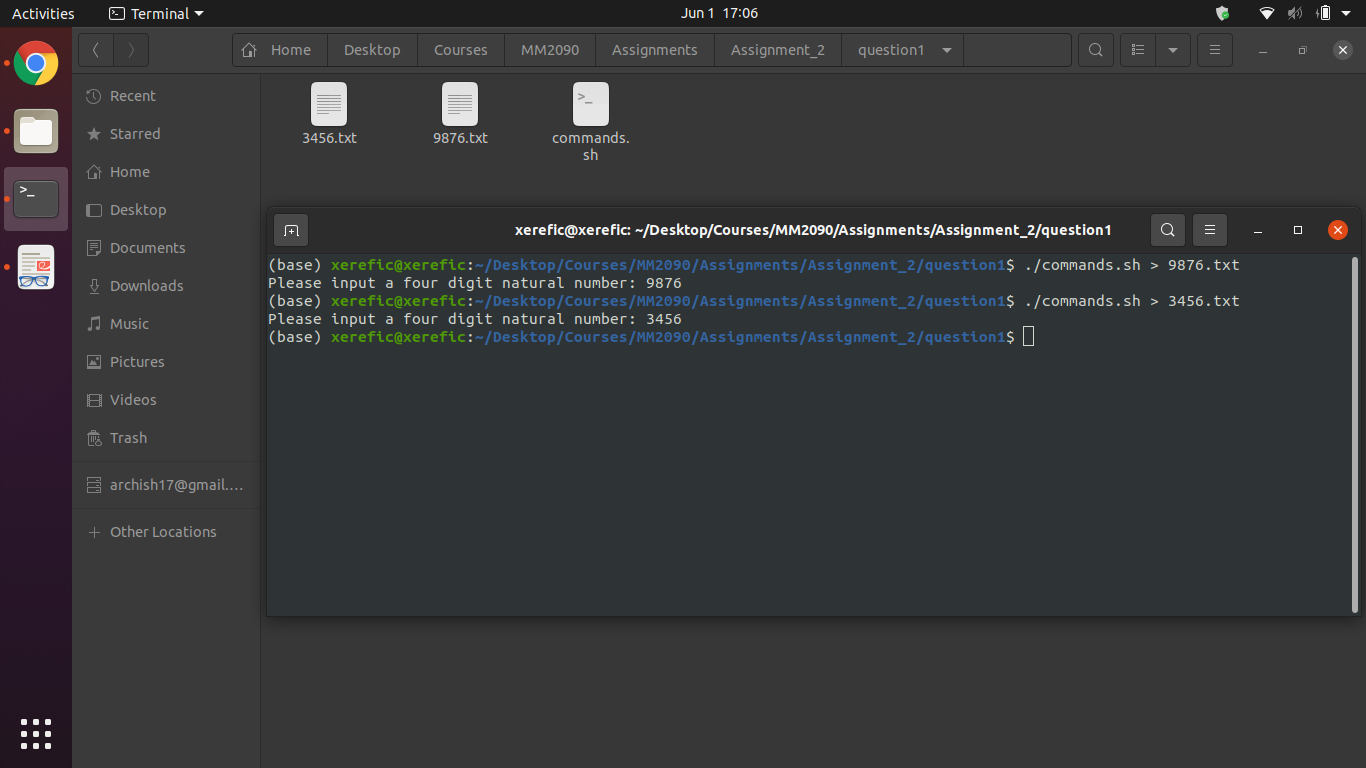 Activities
Terminal
Jun 1 17:06
Home
Desktop
Courses
MM2090
Assignments
Assignment_2
question1
Recent
Starred
Home
Desktop
Documents
Downloads
Music
Pictures
Videos
Trash
archish17@gmail.…
Other Locations
3456.txt
9876.txt
commands.
sh
xerefic@xerefic: ~/Desktop/Courses/MM2090/Assignments/Assignment_2/question1
(base) xerefic@xerefic:~/Desktop/Courses/MM2090/Assignments/Assignment_2/question1$ ./commands.sh > 9876.txt
Please input a four digit natural number: 9876
(base) xerefic@xerefic:~/Desktop/Courses/MM2090/Assignments/Assignment_2/question1$ ./commands.sh > 3456.txt
Please input a four digit natural number: 3456
(base) xerefic@xerefic:~/Desktop/Courses/MM2090/Assignments/Assignment_2/question1$